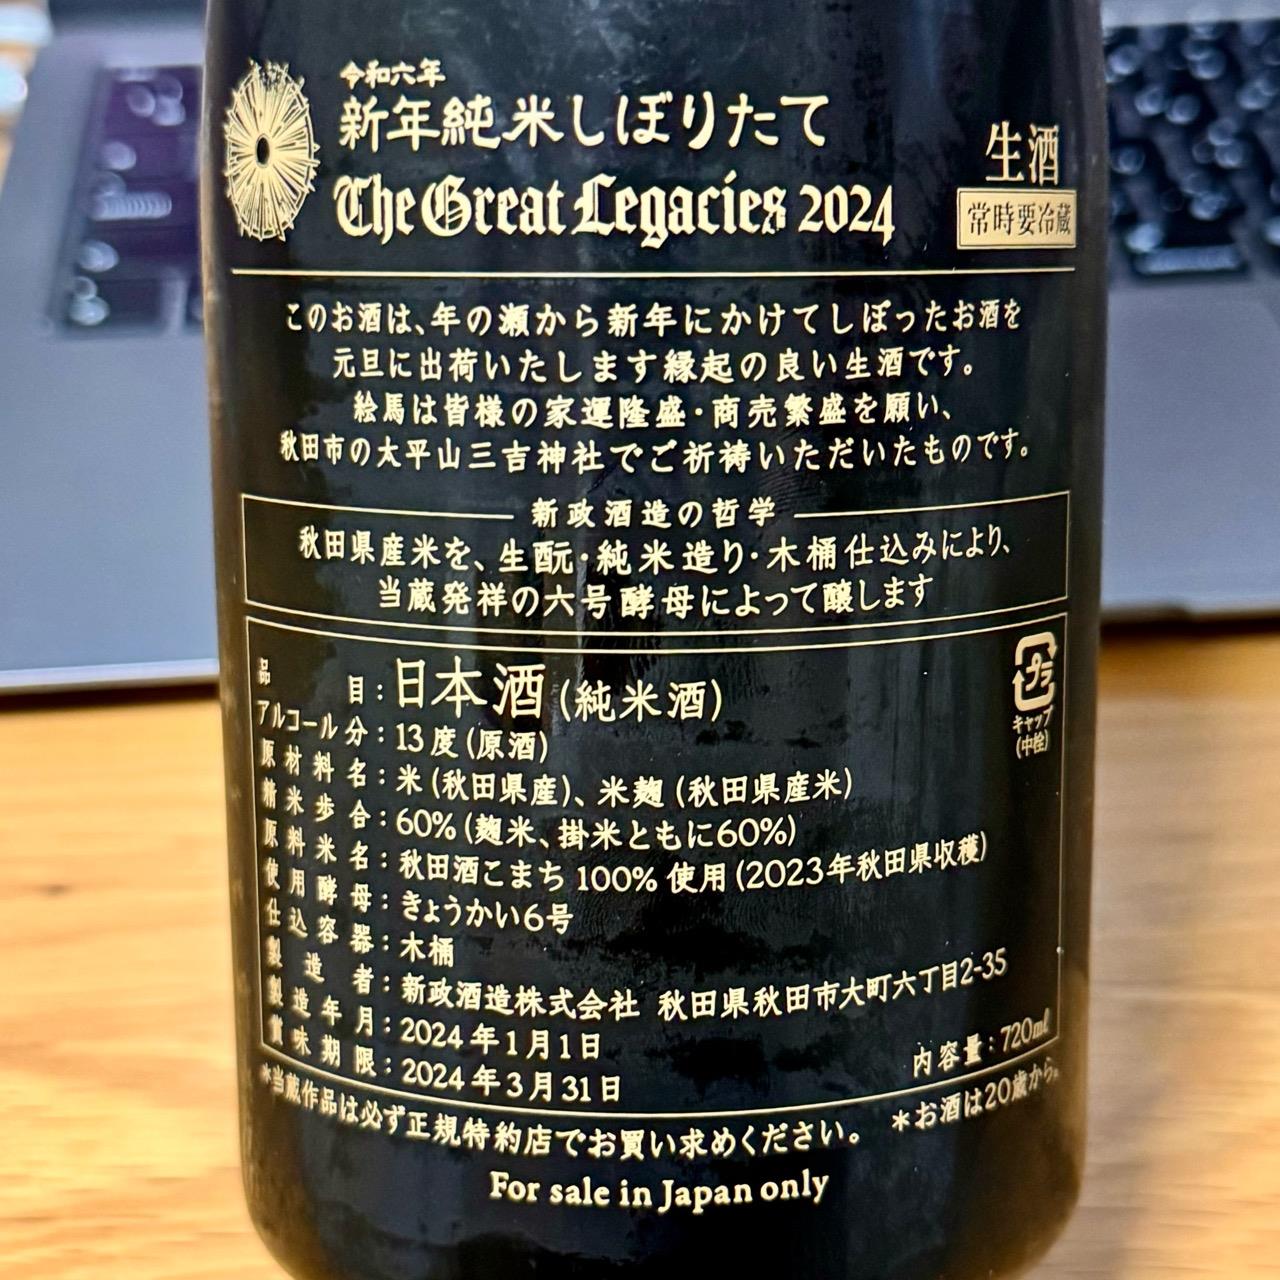 令和六年
新年純米しぼりたて
The Great Legacies 2024
生酒
常時要冷蔵
このお酒は、年の瀬から新年にかけてしぼったお酒を
元旦に出荷いたします縁起の良い生酒です。
絵馬は皆様の家運隆盛・商売繁盛を願い、
秋田市の太平山三吉神社でご祈祷いただいたものです。
新政酒造の哲学
秋田県産米を、生酛・純米造り・木桶仕込みにより、
当蔵発祥の六号酵母によって醸します
品目：日本酒(純米酒)
アルコール分：13度(原酒)
原材料名：米(秋田県産)、米麹(秋田県産米)
精米歩合：60%(麹米、掛米ともに60%)
原料米名：秋田酒こまち 100% 使用(2023年秋田県収穫)
使用酵母：きょうかい6号
仕込容器：木桶
製造者：新政酒造株式会社 秋田県秋田市大町六丁目2-35
製造年月：2024年1月1日
賞味期限：2024年3月31日
内容量：720ml
プラ
キャップ
(中栓)
*当蔵作品は必ず正規特約店でお買い求めください。 *お酒は20歳から。
For sale in Japan only